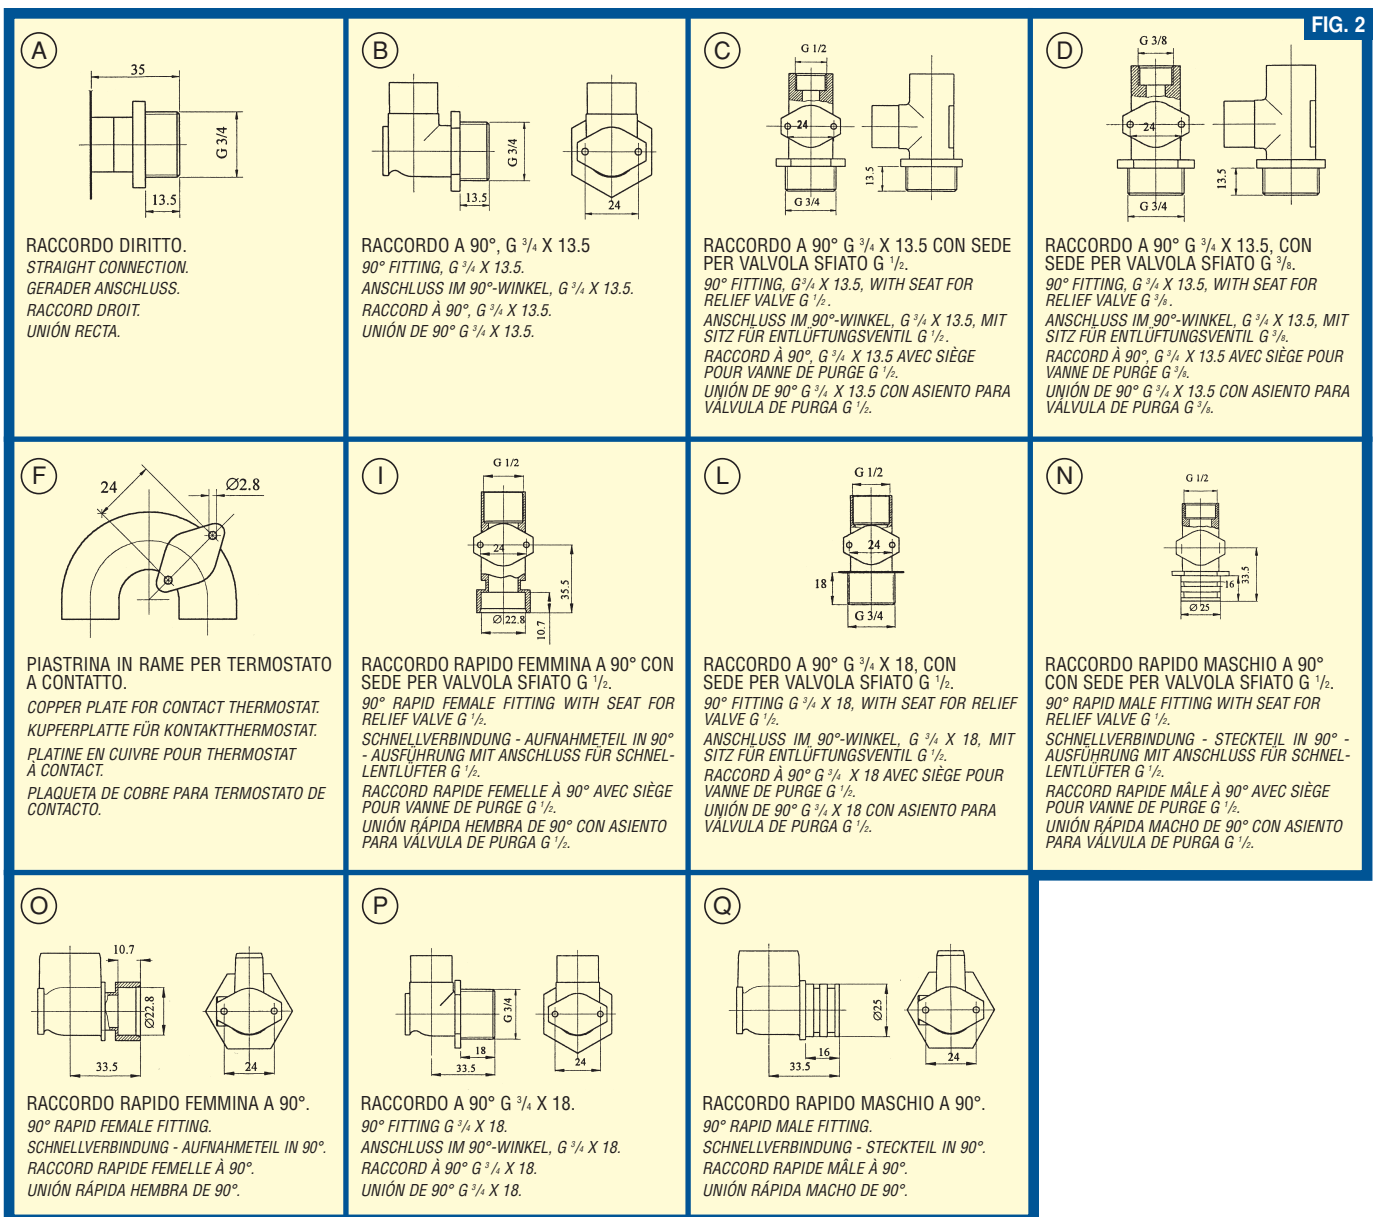 FIG. 2
A
35
G 3/4
13.5
RACCORDO DIRITTO.
STRAIGHT CONNECTION.
GERADER ANSCHLUSS.
RACCORD DROIT.
UNIÓN RECTA.
B
G 3/4
13.5
24
RACCORDO A 90°, G 3/4 X 13.5
90° FITTING, G 3/4 X 13.5.
ANSCHLUSS IM 90°-WINKEL, G 3/4 X 13.5.
RACCORD À 90°, G 3/4 X 13.5.
UNIÓN DE 90° G 3/4 X 13.5.
C
G 1/2
24
13.5
G 3/4
RACCORDO A 90° G 3/4 X 13.5 CON SEDE
PER VALVOLA SFIATO G 1/2.
90° FITTING, G3/4 X 13.5, WITH SEAT FOR
RELIEF VALVE G 1/2.
ANSCHLUSS IM 90°-WINKEL, G 3/4 X 13.5, MIT
SITZ FÜR ENTLÜFTUNGSVENTIL G 1/2.
RACCORD À 90°, G 3/4 X 13.5 AVEC SIÈGE
POUR VANNE DE PURGE G 1/2.
UNIÓN DE 90° G 3/4 X 13.5 CON ASIENTO PARA
VÁLVULA DE PURGA G 1/2.
D
G 3/8
24
13.5
G 3/4
RACCORDO A 90° G 3/4 X 13.5, CON
SEDE PER VALVOLA SFIATO G 3/8.
90° FITTING, G 3/4 X 13.5, WITH SEAT FOR
RELIEF VALVE G 3/8.
ANSCHLUSS IM 90°-WINKEL, G 3/4 X 13.5, MIT
SITZ FÜR ENTLÜFTUNGSVENTIL G 3/8.
RACCORD À 90°, G 3/4 X 13.5 AVEC SIÈGE POUR
VANNE DE PURGE G 3/8.
UNIÓN DE 90° G 3/4 X 13.5 CON ASIENTO PARA
VÁLVULA DE PURGA G 3/8.
F
24
Ø2.8
PIASTRINA IN RAME PER TERMOSTATO
A CONTATTO.
COPPER PLATE FOR CONTACT THERMOSTAT.
KUPFERPLATTE FÜR KONTAKTTHERMOSTAT.
PLATINE EN CUIVRE POUR THERMOSTAT
À CONTACT.
PLAQUETA DE COBRE PARA TERMOSTATO DE
CONTACTO.
I
G 1/2
24
35.5
Ø 22.8
10.7
RACCORDO RAPIDO FEMMINA A 90° CON
SEDE PER VALVOLA SFIATO G 1/2.
90° RAPID FEMALE FITTING WITH SEAT FOR
RELIEF VALVE G 1/2.
SCHNELLVERBINDUNG - AUFNAHMETEIL IN 90°
- AUSFÜHRUNG MIT ANSCHLUSS FÜR SCHNEL-
LENTLÜFTER G 1/2.
RACCORD RAPIDE FEMELLE À 90° AVEC SIÈGE
POUR VANNE DE PURGE G 1/2.
UNIÓN RÁPIDA HEMBRA DE 90° CON ASIENTO
PARA VÁLVULA DE PURGA G 1/2.
L
G 1/2
24
18
G 3/4
RACCORDO A 90° G 3/4 X 18, CON
SEDE PER VALVOLA SFIATO G 1/2.
90° FITTING G 3/4 X 18, WITH SEAT FOR RELIEF
VALVE G 1/2.
ANSCHLUSS IM 90°-WINKEL, G 3/4 X 18, MIT
SITZ FÜR ENTLÜFTUNGSVENTIL G 1/2.
RACCORD À 90° G 3/4 X 18 AVEC SIÈGE POUR
VANNE DE PURGE G 1/2.
UNIÓN DE 90° G 3/4 X 18 CON ASIENTO PARA
VÁLVULA DE PURGA G 1/2.
N
G 1/2
24
33.5
16
Ø 25
RACCORDO RAPIDO MASCHIO A 90°
CON SEDE PER VALVOLA SFIATO G 1/2.
90° RAPID MALE FITTING WITH SEAT FOR
RELIEF VALVE G 1/2.
SCHNELLVERBINDUNG - STECKTEIL IN 90° -
AUSFÜHRUNG MIT ANSCHLUSS FÜR SCHNEL-
LENTLÜFTER G 1/2.
RACCORD RAPIDE MÂLE À 90° AVEC SIÈGE
POUR VANNE DE PURGE G 1/2.
UNIÓN RÁPIDA MACHO DE 90° CON ASIENTO
PARA VÁLVULA DE PURGA G 1/2.
O
10.7
Ø22.8
33.5
24
RACCORDO RAPIDO FEMMINA A 90°.
90° RAPID FEMALE FITTING.
SCHNELLVERBINDUNG - AUFNAHMETEIL IN 90°.
RACCORD RAPIDE FEMELLE À 90°.
UNIÓN RÁPIDA HEMBRA DE 90°.
P
G 3/4
18
33.5
24
RACCORDO A 90° G 3/4 X 18.
90° FITTING G 3/4 X 18.
ANSCHLUSS IM 90°-WINKEL, G 3/4 X 18.
RACCORD À 90° G 3/4 X 18.
UNIÓN DE 90° G 3/4 X 18.
Q
Ø25
16
33.5
24
RACCORDO RAPIDO MASCHIO A 90°.
90° RAPID MALE FITTING.
SCHNELLVERBINDUNG - STECKTEIL IN 90°.
RACCORD RAPIDE MÂLE À 90°.
UNIÓN RÁPIDA MACHO DE 90°.